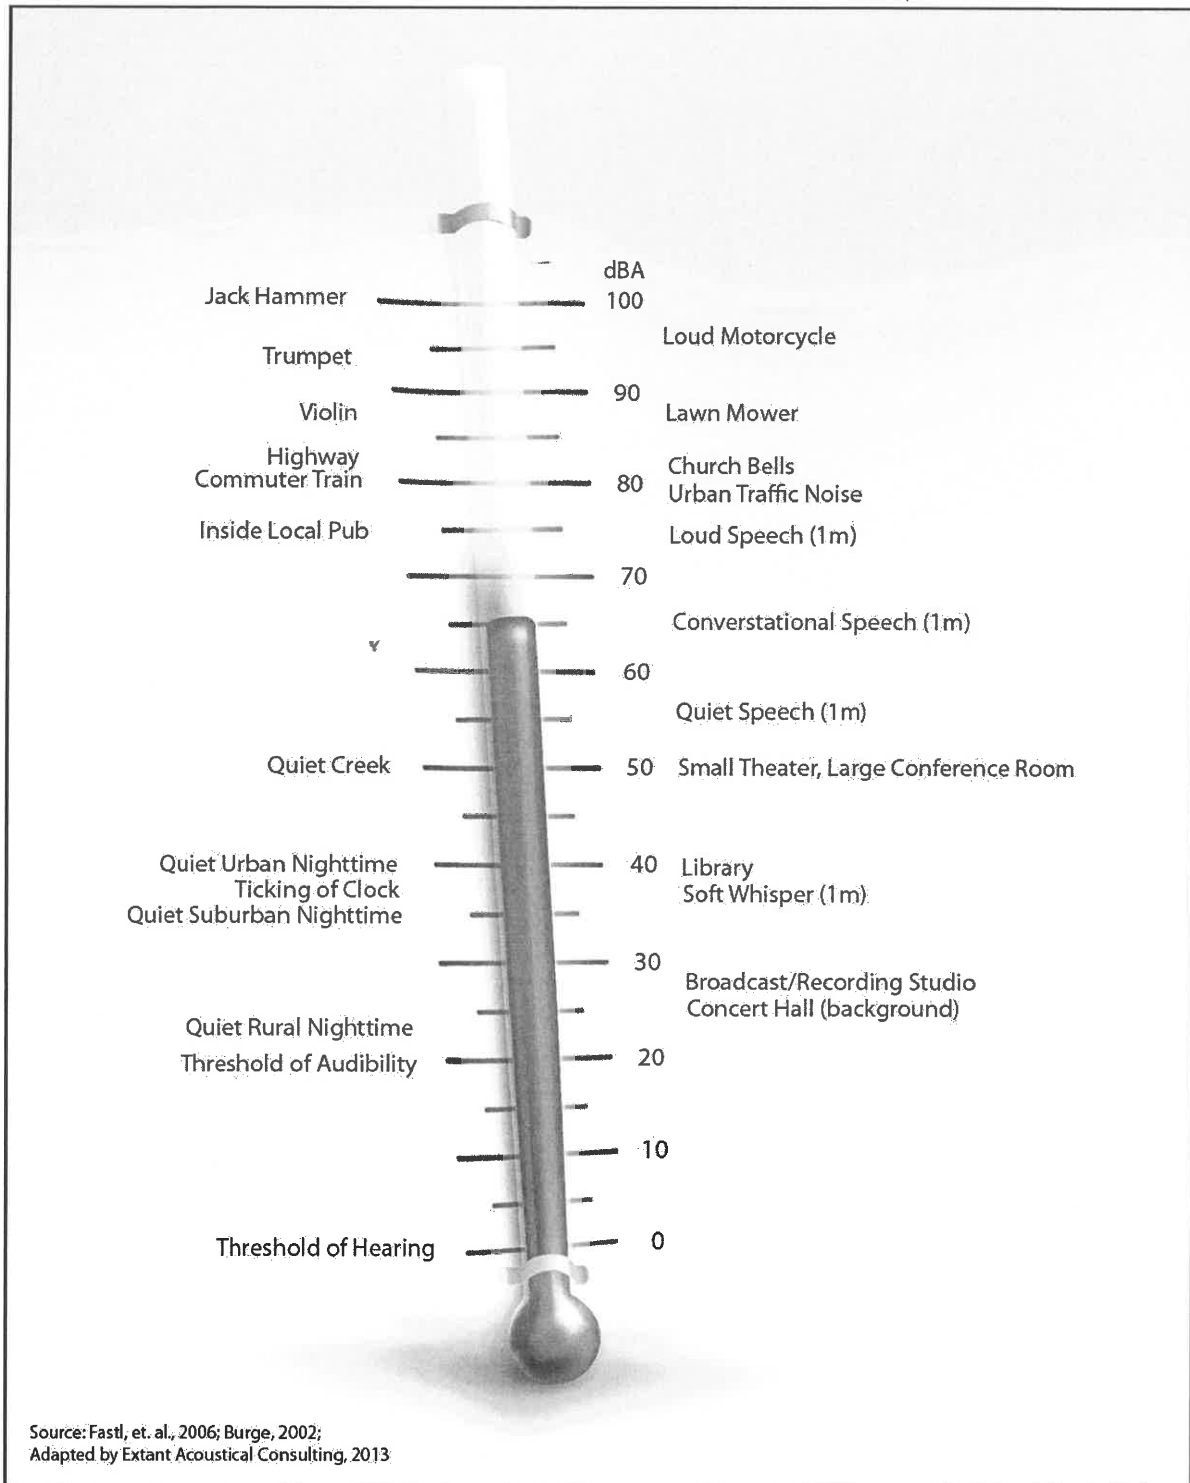 dBA
Jack Hammer
100
Loud Motorcycle
Trumpet
90
Violin
Lawn Mower
Highway
Church Bells
Commuter Train
80
Urban Traffic Noise
Inside Local Pub
Loud Speech (1m)
70
Converstational Speech (1m)
60
Quiet Speech (1m)
Quiet Creek
50 Small Theater, Large Conference Room
Quiet Urban Nighttime
40 Library
Ticking of Clock
Soft Whisper (1m)
Quiet Suburban Nighttime
30
Broadcast/Recording Studio
Concert Hall (background)
Quiet Rural Nighttime
Threshold of Audibility
20
10
Threshold of Hearing
0
Source: Fastl, et. al., 2006; Burge, 2002;
Adapted by Extant Acoustical Consulting, 2013